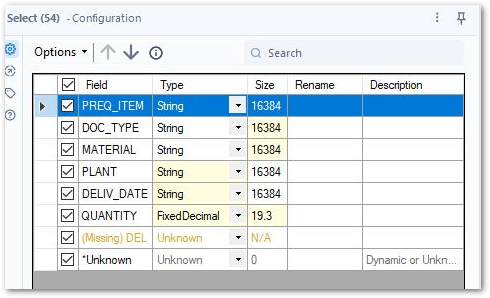 Select (54) - Configuration
Options Search
Field Type Size Rename Description
PREQ_ITEM String 16384
DOC_TYPE String 16384
MATERIAL String 16384
PLANT String 16384
DELIV_DATE String 16384
QUANTITY FixedDecimal 19.3
(Missing) DEL Unknown N/A
*Unknown Unknown 0 Dynamic or Unkn...